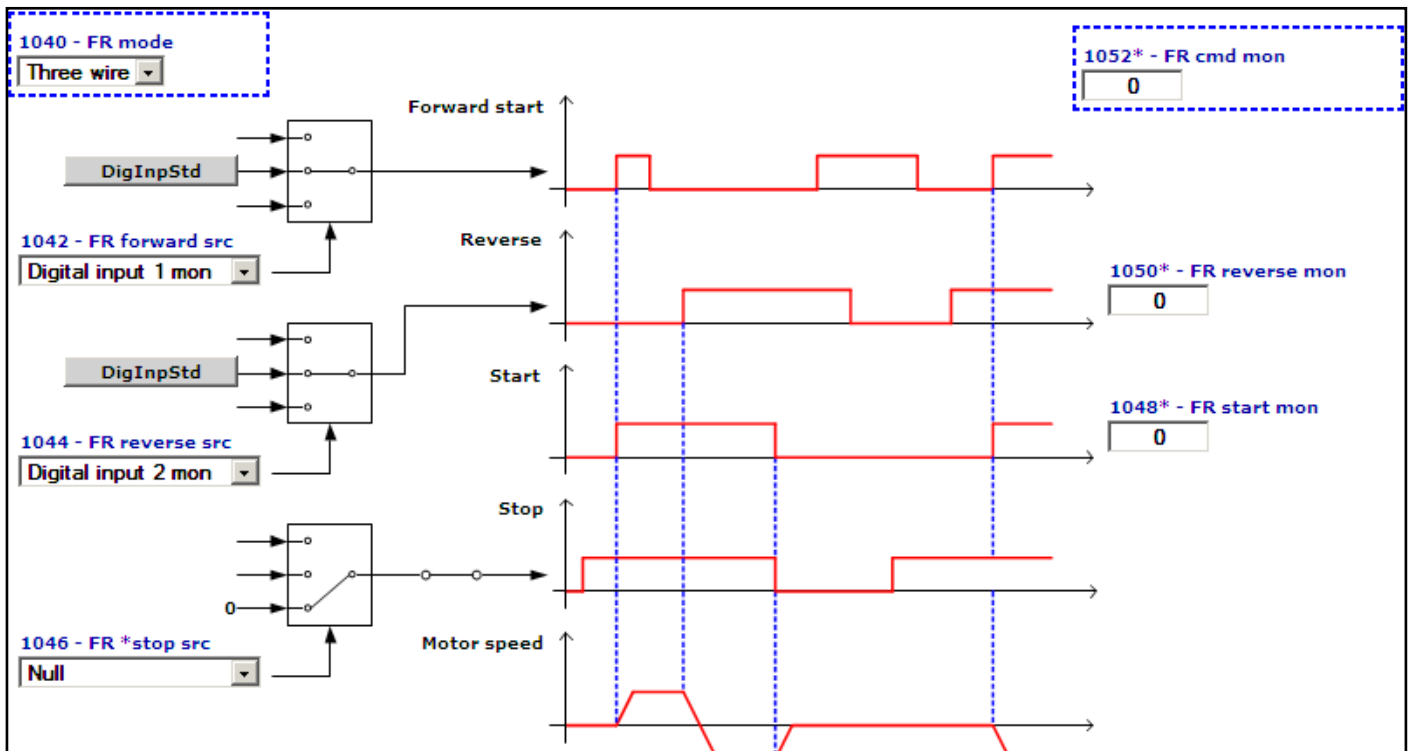 1040 - FR mode
Three wire
1052* - FR cmd mon
0
Forward start
DigInpStd
1042 - FR forward src
Digital input 1 mon
Reverse
1050* - FR reverse mon
0
DigInpStd
Start
1048* - FR start mon
0
1044 - FR reverse src
Digital input 2 mon
Stop
0
1046 - FR *stop src
Null
Motor speed